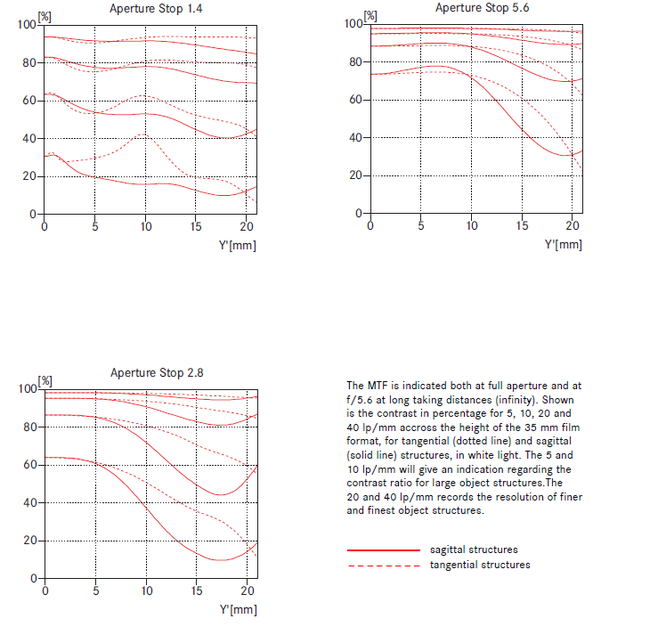 Aperture Stop 1.4
[%]
100
80
60
40
20
0
0 5 10 15 20
Y'[mm]
Aperture Stop 5.6
[%]
100
80
60
40
20
0
0 5 10 15 20
Y'[mm]
Aperture Stop 2.8
[%]
100
80
60
40
20
0
0 5 10 15 20
Y'[mm]
The MTF is indicated both at full aperture and at
f/5.6 at long taking distances (infinity). Shown
is the contrast in percentage for 5, 10, 20 and
40 lp/mm accross the height of the 35 mm film
format, for tangential (dotted line) and sagittal
(solid line) structures, in white light. The 5 and
10 lp/mm will give an indication regarding the
contrast ratio for large object structures.The
20 and 40 lp/mm records the resolution of finer
and finest object structures.
sagittal structures
tangential structures